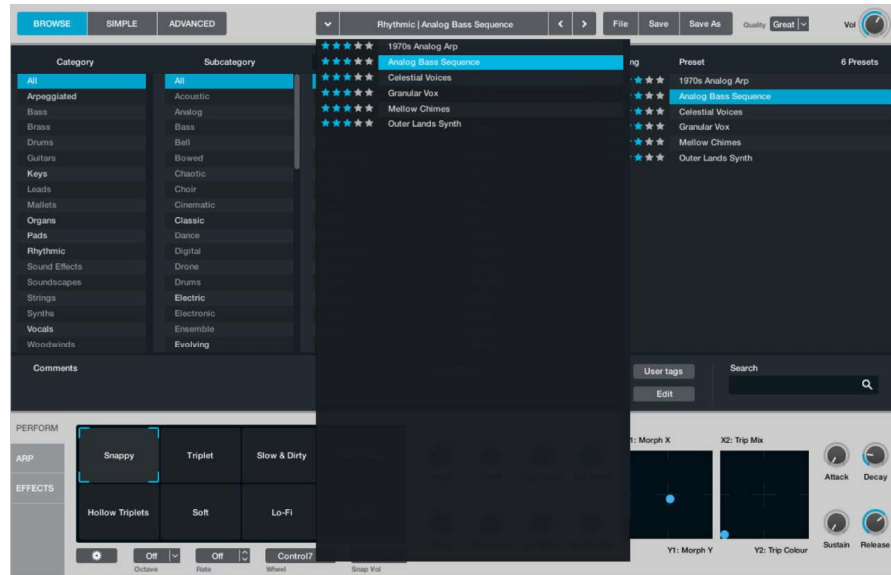 BROWSE SIMPLE ADVANCED Rhythmic | Analog Bass Sequence < > File Save Save As Quality Great Vol
1970s Analog Arp
Analog Bass Sequence
Celestial Voices
Granular Vox
Mellow Chimes
Outer Lands Synth
Category
All
Arpeggiated
Bass
Brass
Drums
Guitars
Keys
Leads
Mallets
Organs
Pads
Rhythmic
Sound Effects
Soundscapes
Strings
Synths
Vocals
Woodwinds
Subcategory
All
Acoustic
Analog
Bass
Bell
Bowed
Chaotic
Choir
Cinematic
Classic
Dance
Digital
Drone
Drums
Electric
Electronic
Ensemble
Evolving
ng Preset 6 Presets
1970s Analog Arp
Analog Bass Sequence
Celestial Voices
Granular Vox
Mellow Chimes
Outer Lands Synth
Comments
User tags
Edit
Search
PERFORM
ARP
EFFECTS
Snappy Triplet Slow & Dirty
Hollow Triplets Soft Lo-Fi
Off Off Control7
Octave Rate Wheel Snap Vol
1: Morph X X2: Trip Mix
Y1: Morph Y Y2: Trip Colour
Attack Decay
Sustain Release